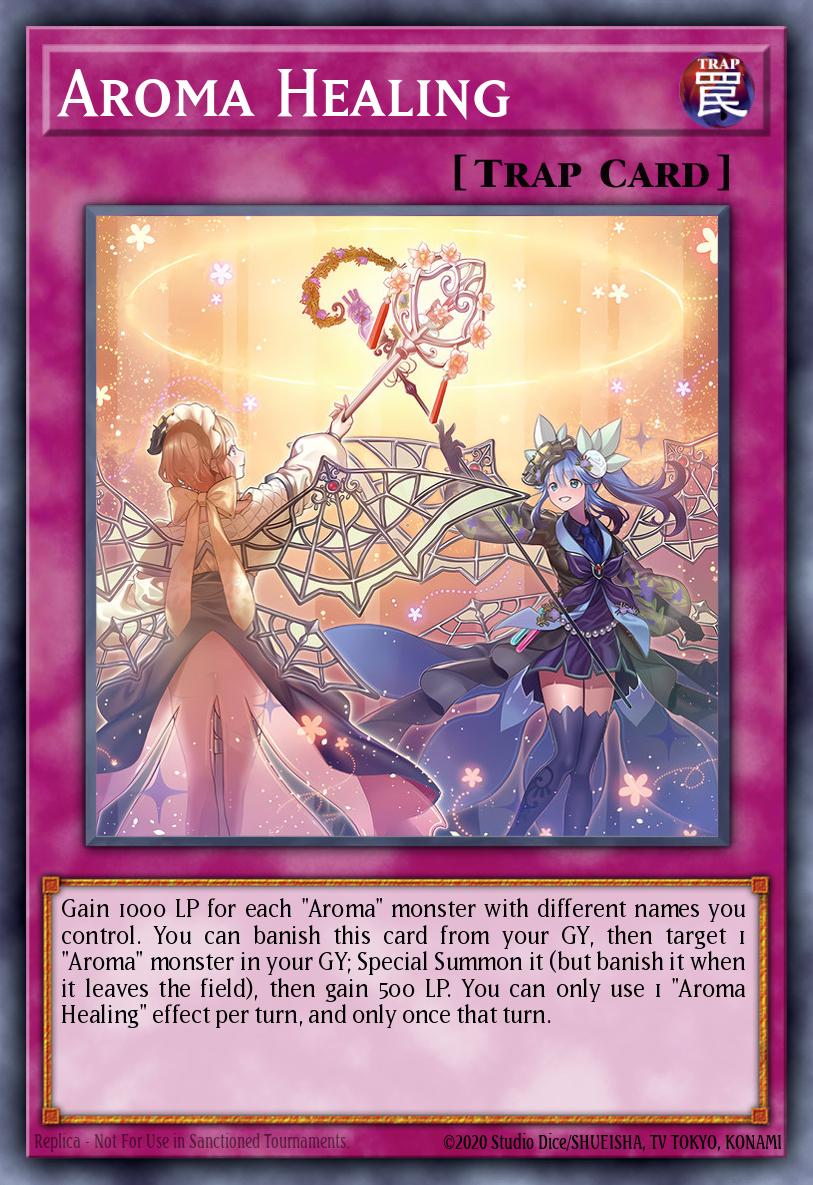 Aroma Healing
TRAP
罠
[Trap Card]
Gain 1000 LP for each "Aroma" monster with different names you
control. You can banish this card from your GY, then target 1
"Aroma" monster in your GY; Special Summon it (but banish it when
it leaves the field), then gain 500 LP. You can only use 1 "Aroma
Healing" effect per turn, and only once that turn.
Replica - Not For Use in Sanctioned Tournaments.
©2020 Studio Dice/SHUEISHA, TV TOKYO, KONAMI